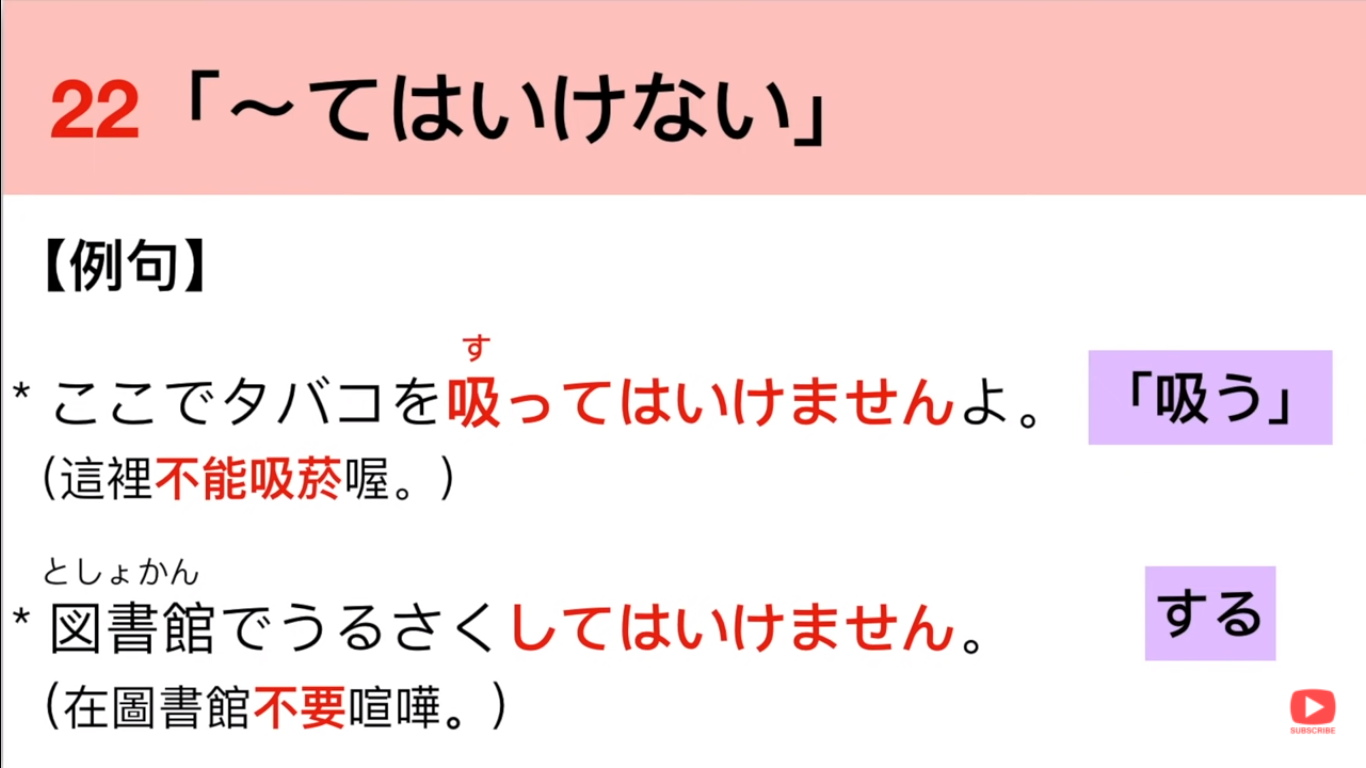 22「～てはいけない」
【例句】
す
* ここでタバコを吸ってはいけませんよ。 「吸う」
（這裡不能吸菸喔。）
としょかん
* 図書館でうるさくしてはいけません。 する
（在圖書館不要喧嘩。）
SUBSCRIBE